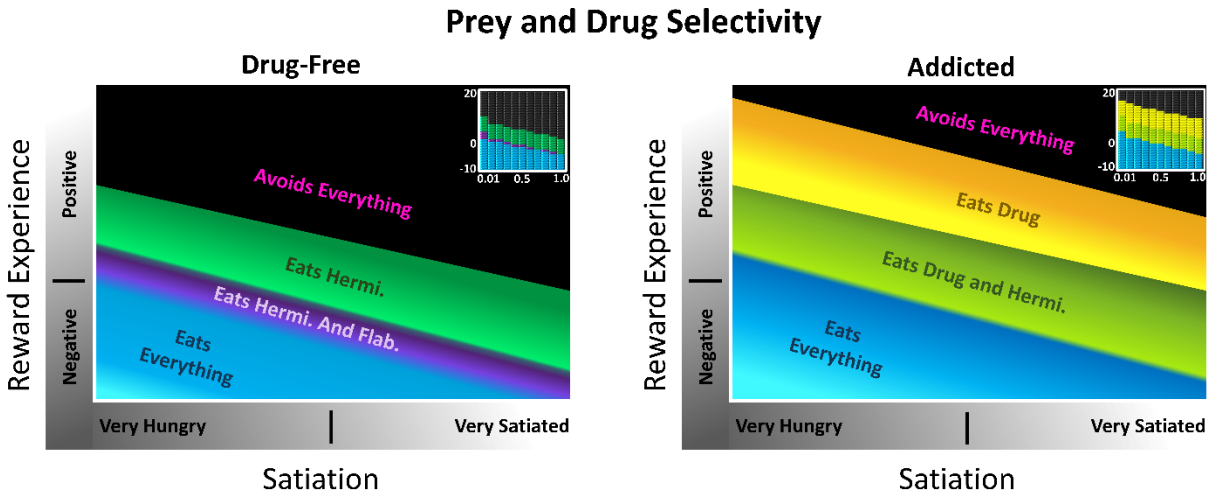 Prey and Drug Selectivity
Drug-Free
Reward Experience
Positive
Negative
20
0
-10
0.01 0.5 1.0
Avoids Everything
Eats Hermi.
Eats Hermi. And Flab.
Eats
Everything
Very Hungry
Very Satiated
Satiation
Addicted
Reward Experience
Positive
Negative
20
0
-10
0.01 0.5 1.0
Avoids Everything
Eats Drug
Eats Drug and Hermi.
Eats
Everything
Very Hungry
Very Satiated
Satiation